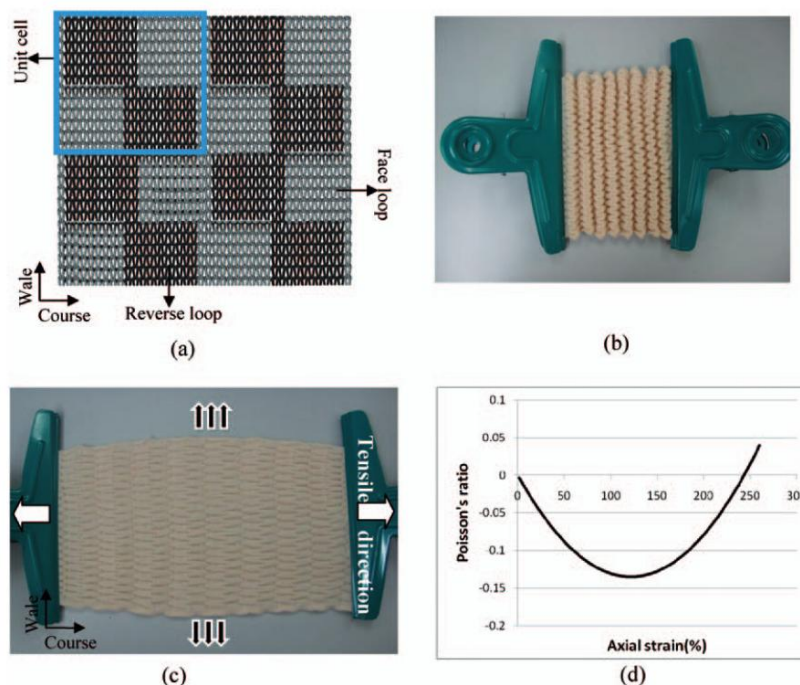 (a)
Unit cell
Face loop
Wale
Course
Reverse loop
(b)
Tensile direction
Wale
Course
(c)
0.1
0.05
0
-0.05
-0.1
-0.15
-0.2
0 50 100 150 200 250 300
Poisson's ratio
Axial strain(%)
(d)